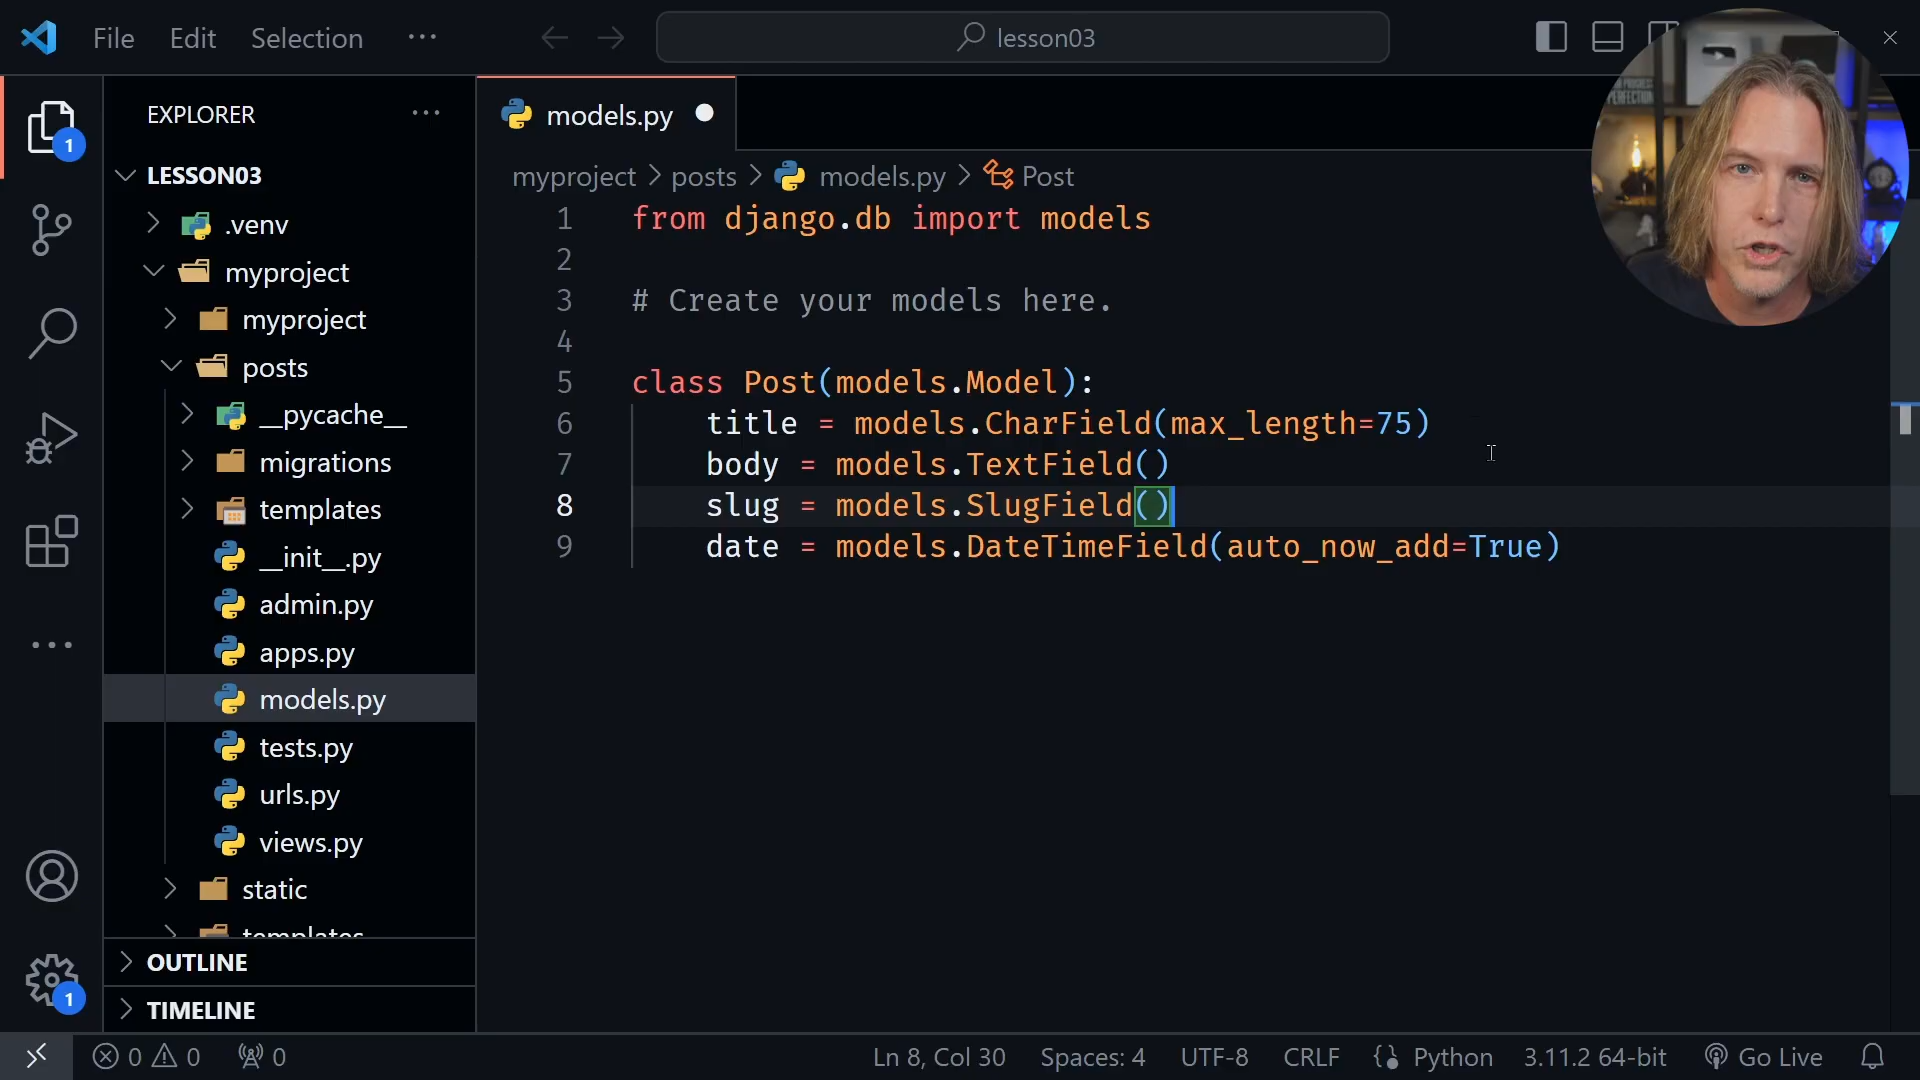 File Edit Selection ···
lesson03
EXPLORER ···
1
LESSON03
.venv
myproject
myproject
posts
__pycache__
migrations
templates
__init__.py
admin.py
apps.py
models.py
tests.py
urls.py
views.py
static
templates
OUTLINE
TIMELINE
1
models.py
myproject > posts > models.py > Post
1 from django.db import models
2
3 # Create your models here.
4
5 class Post(models.Model):
6 title = models.CharField(max_length=75)
7 body = models.TextField()
8 slug = models.SlugField()
9 date = models.DateTimeField(auto_now_add=True)
0 0 0 Ln 8, Col 30 Spaces: 4 UTF-8 CRLF Python 3.11.2 64-bit Go Live